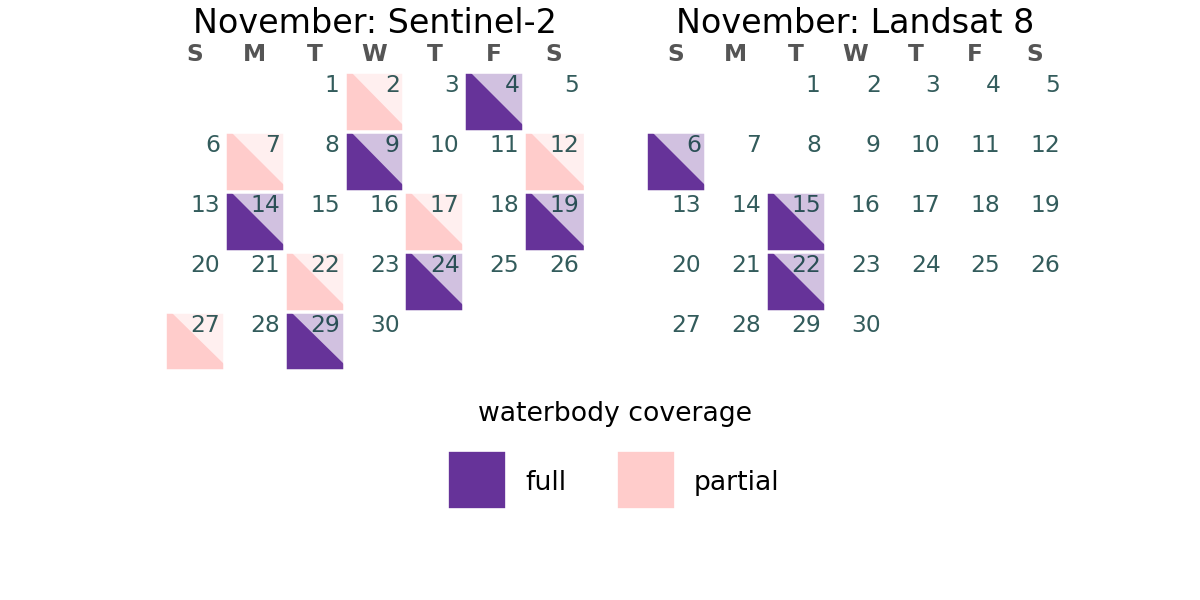 November: Sentinel-2
S M T W T F S
1 2 3 4 5
6 7 8 9 10 11 12
13 14 15 16 17 18 19
20 21 22 23 24 25 26
27 28 29 30
November: Landsat 8
S M T W T F S
1 2 3 4 5
6 7 8 9 10 11 12
13 14 15 16 17 18 19
20 21 22 23 24 25 26
27 28 29 30
waterbody coverage
full
partial